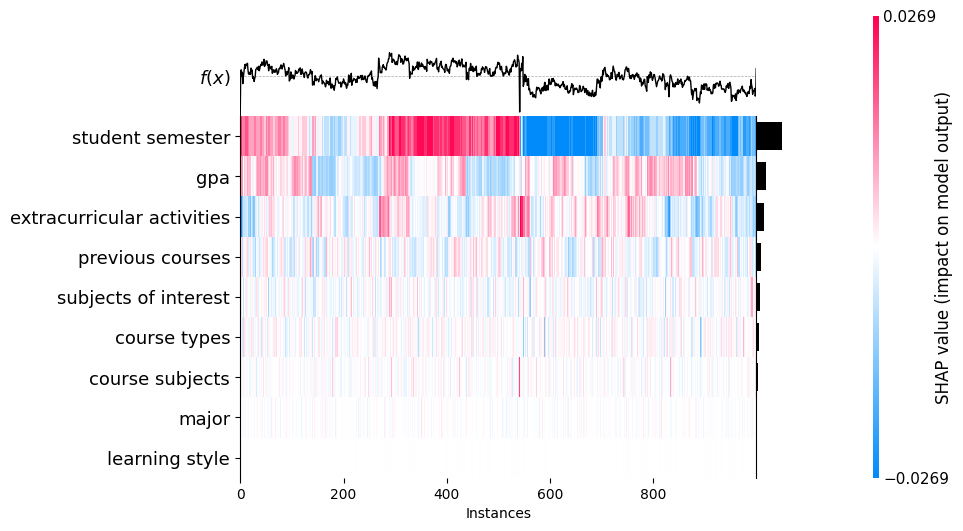 0.0269
f(x)
student semester
gpa
extracurricular activities
previous courses
subjects of interest
course types
course subjects
major
learning style
0 200 400 600 800
Instances
SHAP value (impact on model output)
−0.0269